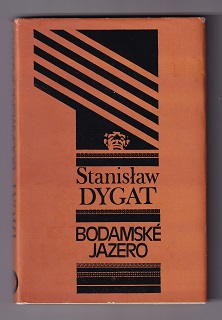 Stanisław
DYGAT
BODAMSKÉ
JAZERO